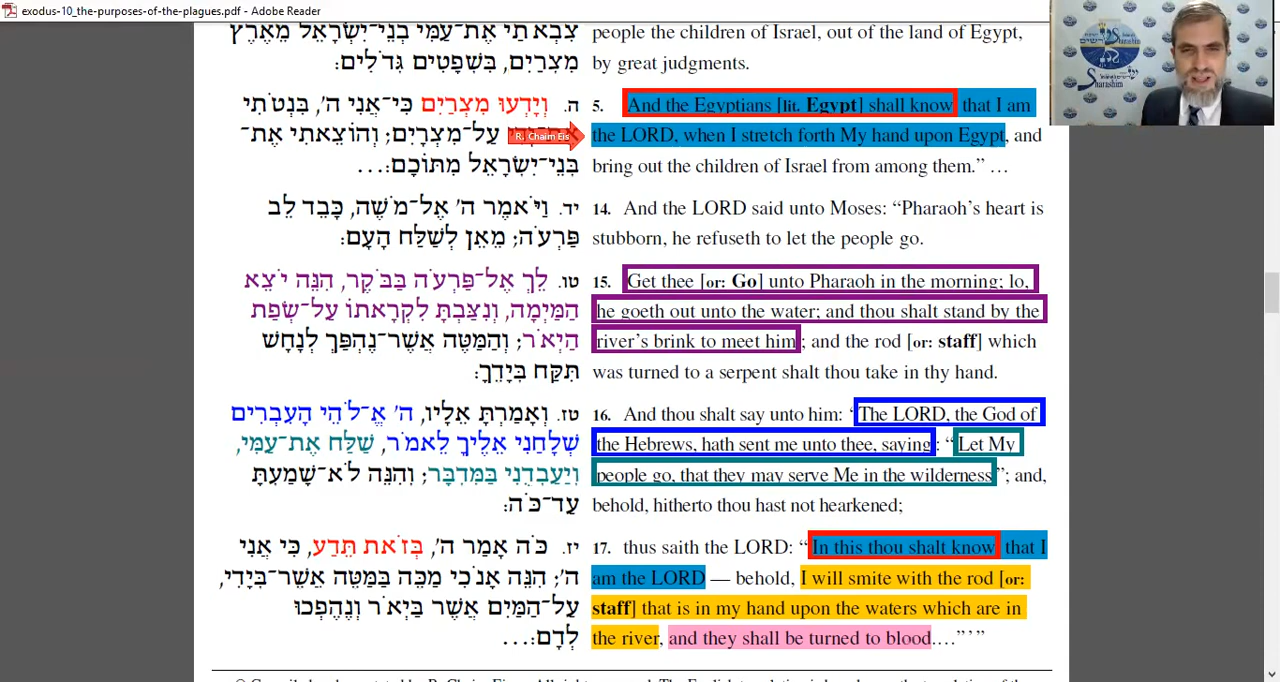 exodus-10_the-purposes-of-the-plagues.pdf - Adobe Reader
צִבְאֹתַי אֶת־עַמִּי בְנֵי־יִשְׂרָאֵל מֵאֶרֶץ
מִצְרַיִם, בִּשְׁפָטִים גְּדֹלִים:
ה. וְיָדְעוּ מִצְרַיִם כִּי־אֲנִי ה', בִּנְטֹתִי
עַל־מִצְרָיִם; וְהוֹצֵאתִי אֶת־
בְּנֵי־יִשְׂרָאֵל מִתּוֹכָם:…
יד. וַיֹּאמֶר ה' אֶל־מֹשֶׁה, כָּבֵד לֵב
פַּרְעֹה; מֵאֵן לְשַׁלַּח הָעָם:
טו. לֵךְ אֶל־פַּרְעֹה בַּבֹּקֶר, הִנֵּה יֹצֵא
הַמַּיְמָה, וְנִצַּבְתָּ לִקְרָאתוֹ עַל־שְׂפַת
הַיְאֹר; וְהַמַּטֶּה אֲשֶׁר־נֶהְפַּךְ לְנָחָשׁ
תִּקַּח בְּיָדֶךָ:
טז. וְאָמַרְתָּ אֵלָיו, ה' אֱ־לֹהֵי הָעִבְרִים
שְׁלָחַנִי אֵלֶיךָ לֵאמֹר, שַׁלַּח אֶת־עַמִּי,
וְיַעַבְדֻנִי בַּמִּדְבָּר; וְהִנֵּה לֹא־שָׁמַעְתָּ
עַד־כֹּה:
יז. כֹּה אָמַר ה', בְּזֹאת תֵּדַע, כִּי אֲנִי
ה'; הִנֵּה אָנֹכִי מַכֶּה בַּמַּטֶּה אֲשֶׁר־בְּיָדִי,
עַל־הַמַּיִם אֲשֶׁר בַּיְאֹר וְנֶהֶפְכוּ
לְדָם:…
R. Chaim Eis
people the children of Israel, out of the land of Egypt,
by great judgments.
5. And the Egyptians [lit. Egypt] shall know that I am
the LORD, when I stretch forth My hand upon Egypt, and
bring out the children of Israel from among them.” …
14. And the LORD said unto Moses: “Pharaoh’s heart is
stubborn, he refuseth to let the people go.
15. Get thee [or: Go] unto Pharaoh in the morning; lo,
he goeth out unto the water; and thou shalt stand by the
river’s brink to meet him; and the rod [or: staff] which
was turned to a serpent shalt thou take in thy hand.
16. And thou shalt say unto him: ‘The LORD, the God of
the Hebrews, hath sent me unto thee, saying: “Let My
people go, that they may serve Me in the wilderness”; and,
behold, hitherto thou hast not hearkened;
17. thus saith the LORD: “In this thou shalt know that I
am the LORD — behold, I will smite with the rod [or:
staff] that is in my hand upon the waters which are in
the river, and they shall be turned to blood.…”’”
Sharashim